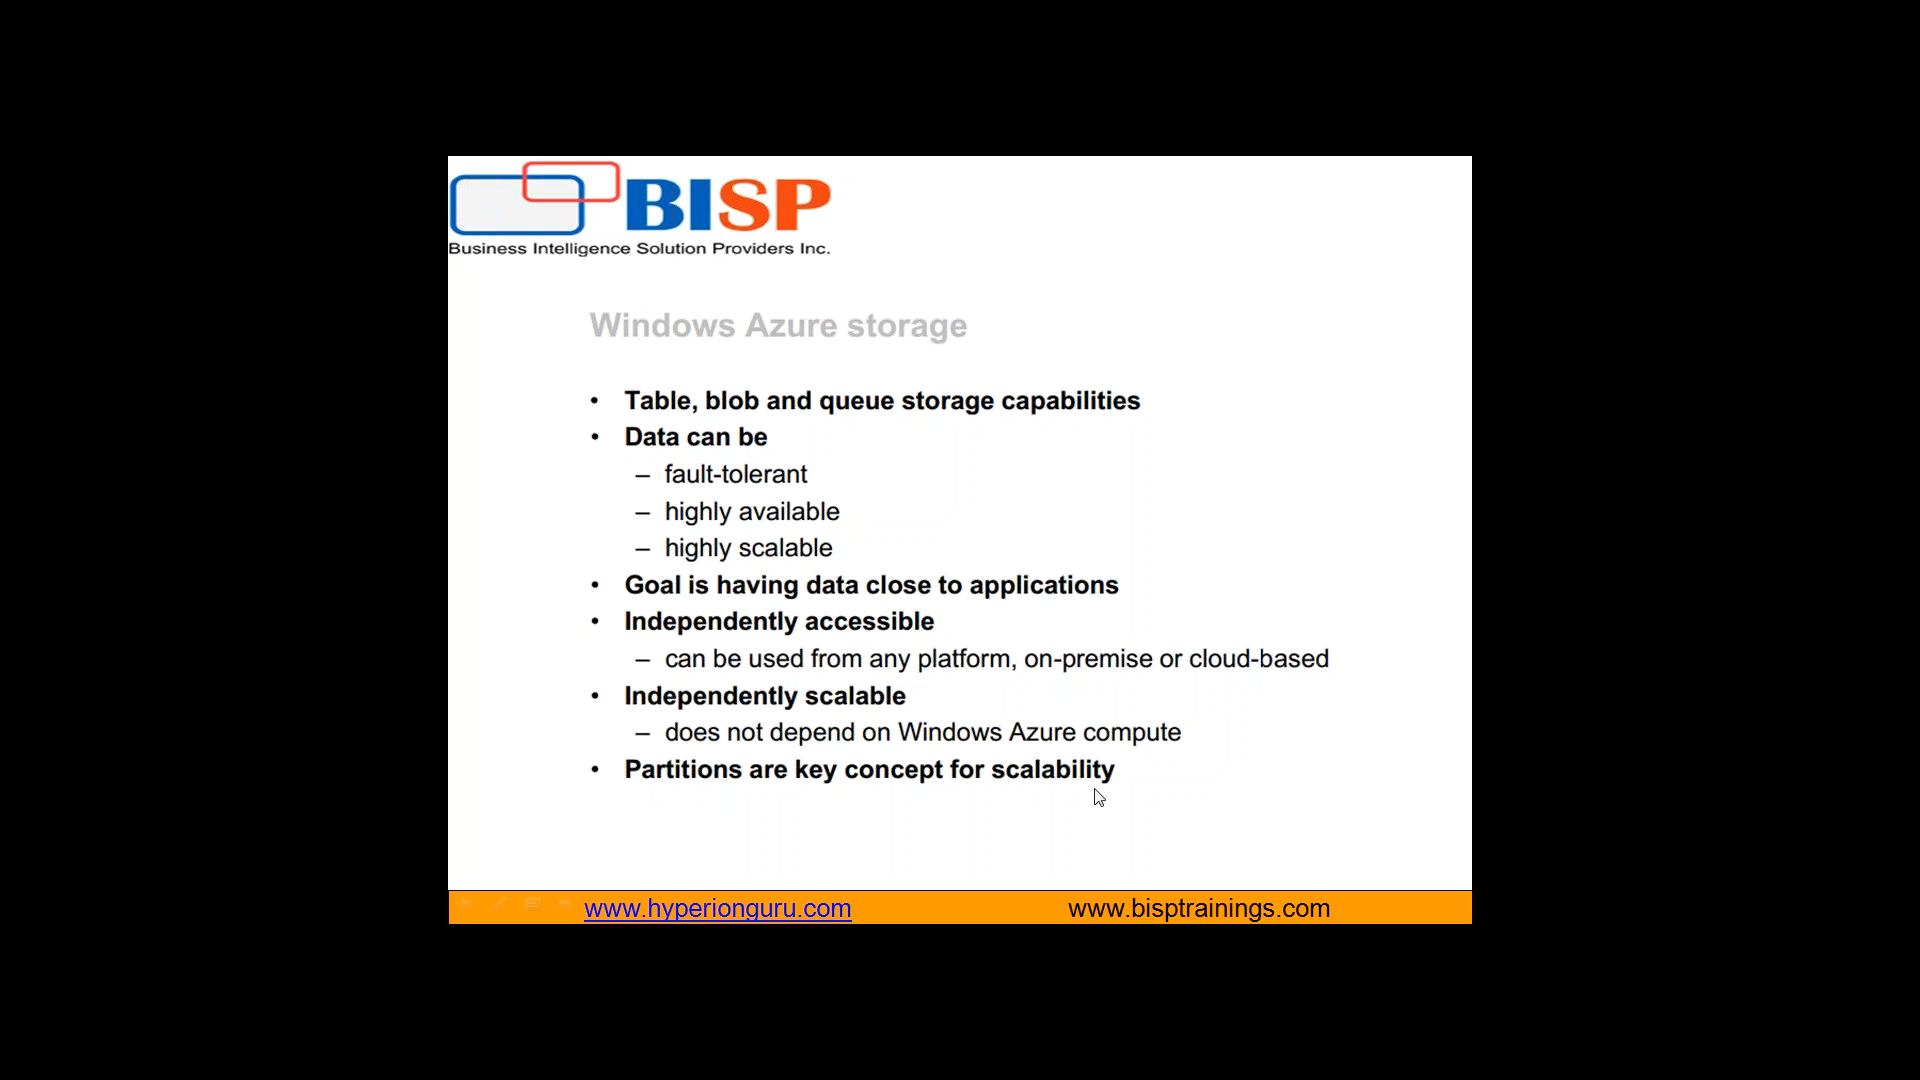 BISP
Business Intelligence Solution Providers Inc.
Windows Azure storage
• Table, blob and queue storage capabilities
• Data can be
– fault-tolerant
– highly available
– highly scalable
• Goal is having data close to applications
• Independently accessible
– can be used from any platform, on-premise or cloud-based
• Independently scalable
– does not depend on Windows Azure compute
• Partitions are key concept for scalability
www.hyperionguru.com www.bisptrainings.com